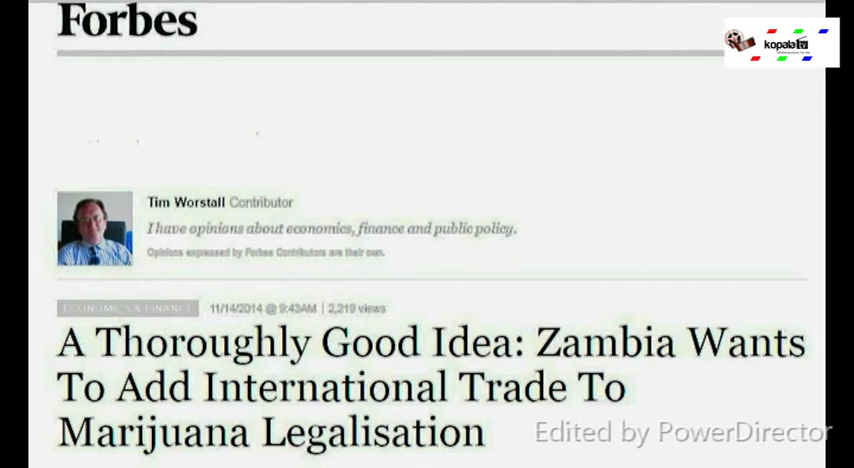 Forbes
kopala tv
Tim Worstall Contributor
I have opinions about economics, finance and public policy.
Opinions expressed by Forbes Contributors are their own.
ECONOMICS & FINANCE 11/14/2014 @ 9:43AM | 2,219 views
A Thoroughly Good Idea: Zambia Wants
To Add International Trade To
Marijuana Legalisation
Edited by PowerDirector